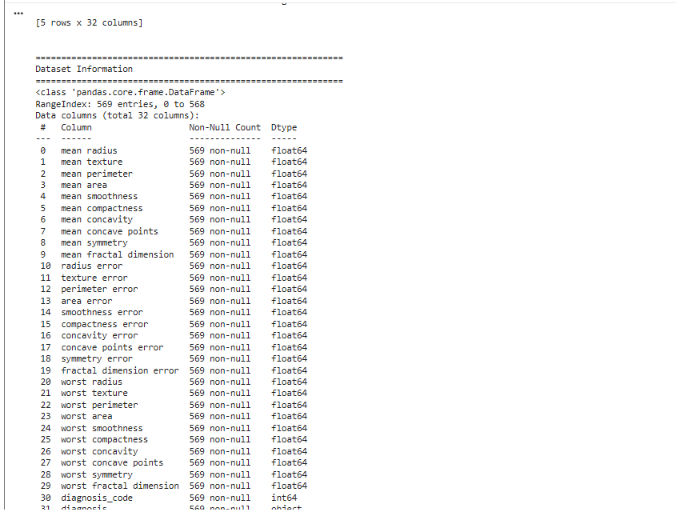 ...
[5 rows x 32 columns]
============================================================
Dataset Information
============================================================
<class 'pandas.core.frame.DataFrame'>
RangeIndex: 569 entries, 0 to 568
Data columns (total 32 columns):
 #   Column                   Non-Null Count  Dtype
---  ------                   --------------  -----
 0   mean radius              569 non-null    float64
 1   mean texture             569 non-null    float64
 2   mean perimeter           569 non-null    float64
 3   mean area                569 non-null    float64
 4   mean smoothness          569 non-null    float64
 5   mean compactness         569 non-null    float64
 6   mean concavity           569 non-null    float64
 7   mean concave points      569 non-null    float64
 8   mean symmetry            569 non-null    float64
 9   mean fractal dimension   569 non-null    float64
 10  radius error             569 non-null    float64
 11  texture error            569 non-null    float64
 12  perimeter error          569 non-null    float64
 13  area error               569 non-null    float64
 14  smoothness error         569 non-null    float64
 15  compactness error        569 non-null    float64
 16  concavity error          569 non-null    float64
 17  concave points error     569 non-null    float64
 18  symmetry error           569 non-null    float64
 19  fractal dimension error  569 non-null    float64
 20  worst radius             569 non-null    float64
 21  worst texture            569 non-null    float64
 22  worst perimeter          569 non-null    float64
 23  worst area               569 non-null    float64
 24  worst smoothness         569 non-null    float64
 25  worst compactness        569 non-null    float64
 26  worst concavity          569 non-null    float64
 27  worst concave points     569 non-null    float64
 28  worst symmetry           569 non-null    float64
 29  worst fractal dimension  569 non-null    float64
 30  diagnosis_code           569 non-null    int64
 31  diagnosis                569 non-null    object